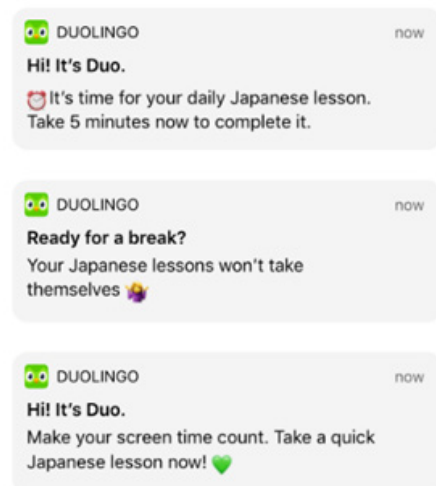 DUOLINGO now
Hi! It's Duo.
⏰It's time for your daily Japanese lesson.
Take 5 minutes now to complete it.
DUOLINGO now
Ready for a break?
Your Japanese lessons won't take
themselves 🤷‍♀️
DUOLINGO now
Hi! It's Duo.
Make your screen time count. Take a quick
Japanese lesson now! 💚